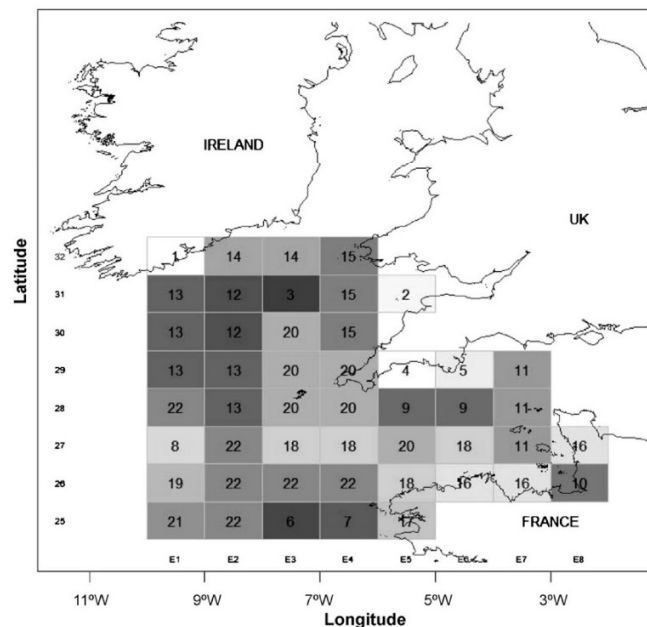 IRELAND
UK
32 1 14 14 15
31 13 12 3 15 2
30 13 12 20 15
29 13 13 20 20 4 5 11
28 22 13 20 20 9 9 11
27 8 22 18 18 20 18 11 16
26 19 22 22 22 18 16 16 10
25 21 22 6 7 17
FRANCE
E1 E2 E3 E4 E5 E6 E7 E8
11ºW 9ºW 7ºW 5ºW 3ºW
Longitude
Latitude